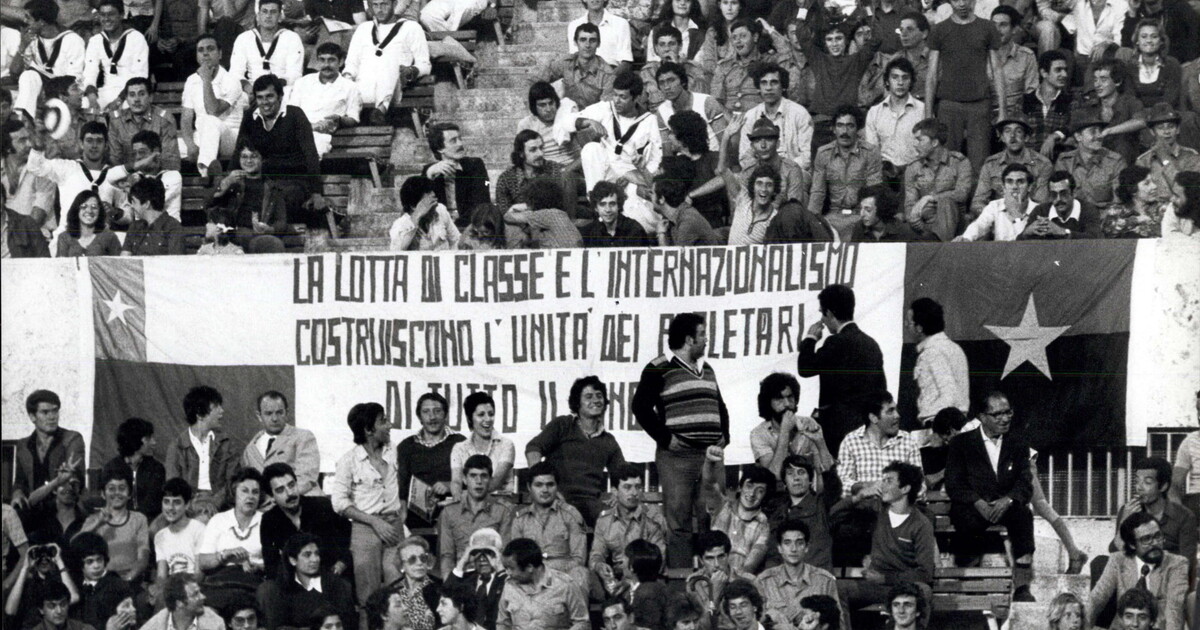 LA LOTTA DI CLASSE E L'INTERNAZIONALISMO
COSTRUISCONO L'UNITA' DEI
DI TUTTO IL